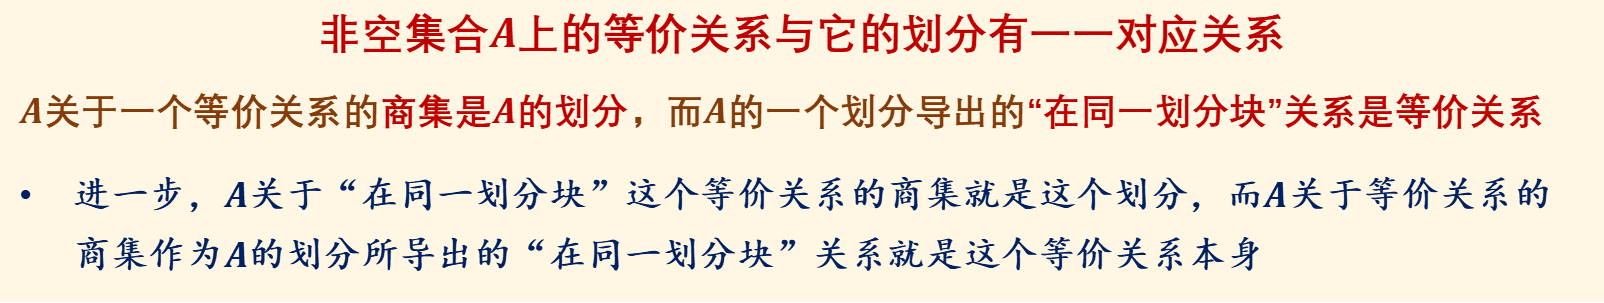 非空集合A上的等价关系与它的划分有一一对应关系
A关于一个等价关系的商集是A的划分，而A的一个划分导出的“在同一划分块”关系是等价关系
• 进一步，A关于“在同一划分块”这个等价关系的商集就是这个划分，而A关于等价关系的
商集作为A的划分所导出的“在同一划分块”关系就是这个等价关系本身